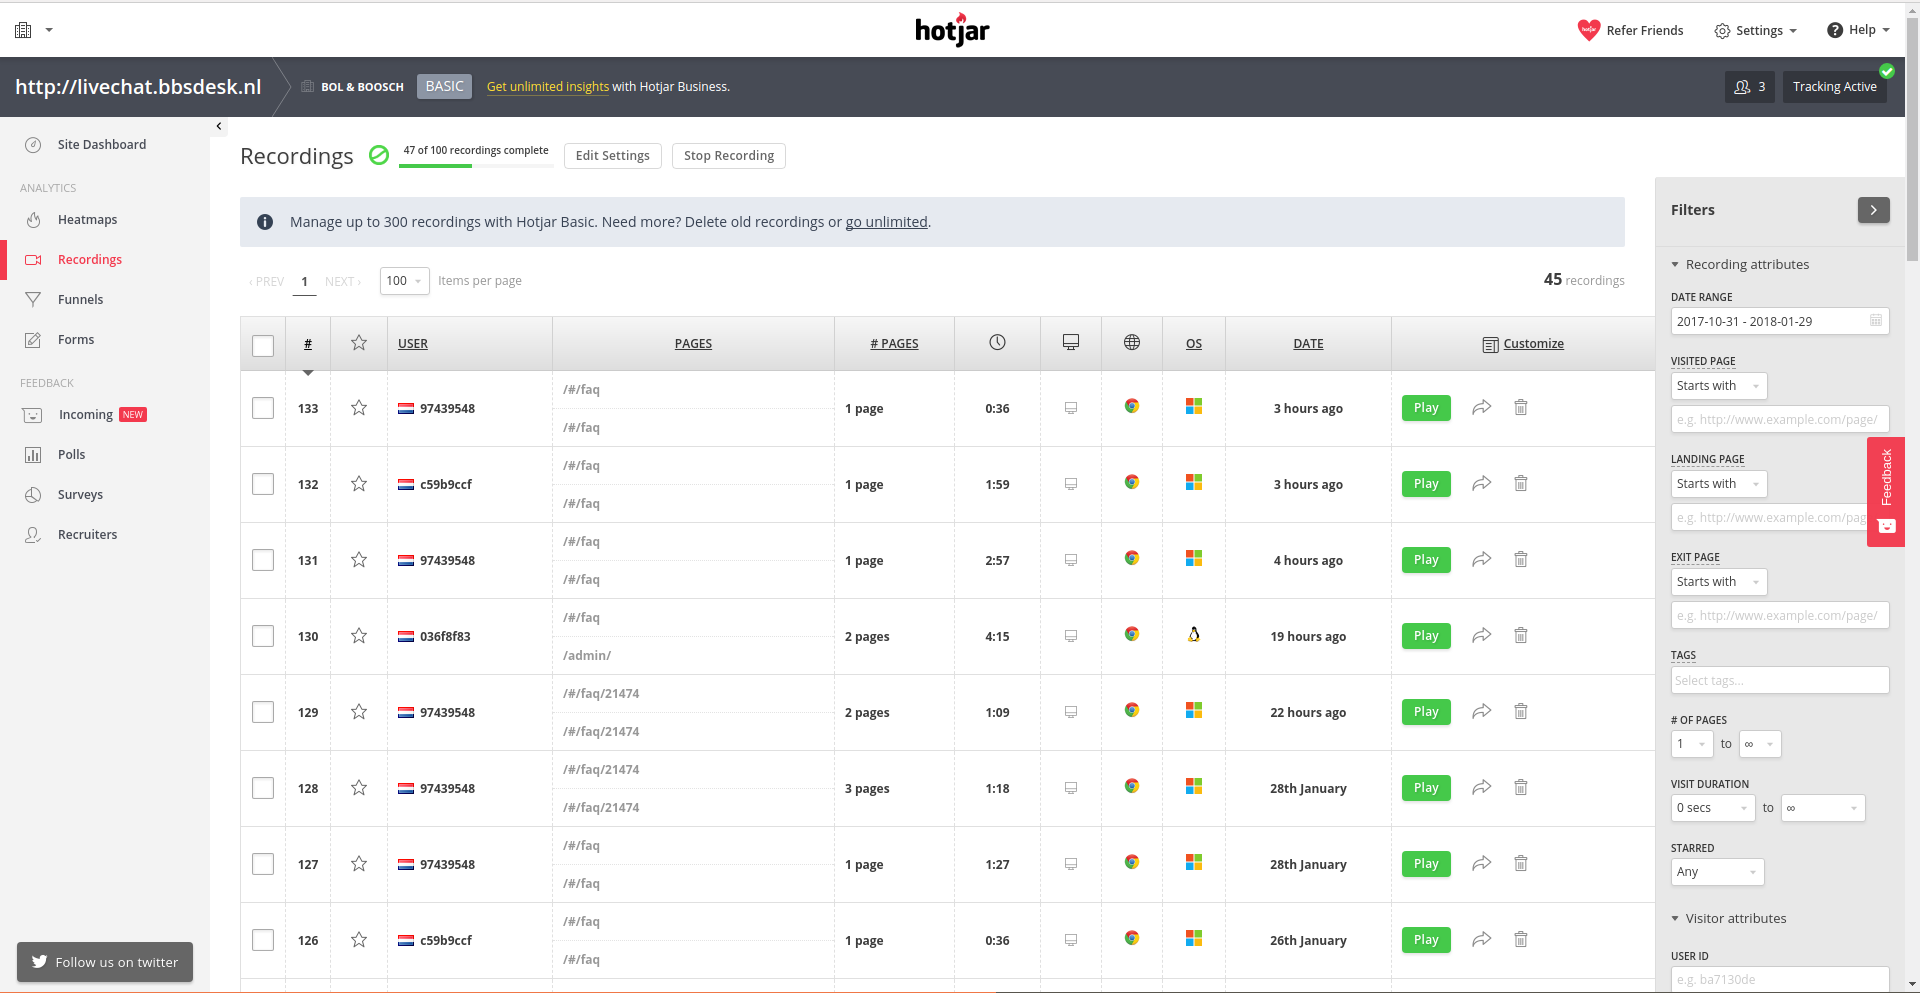 hotjar
Refer Friends
Settings
Help
http://livechat.bbsdesk.nl
BOL & BOOSCH
BASIC
Get unlimited insights with Hotjar Business.
3
Tracking Active
Site Dashboard
ANALYTICS
Heatmaps
Recordings
Funnels
Forms
FEEDBACK
Incoming NEW
Polls
Surveys
Recruiters
Follow us on twitter
Recordings
47 of 100 recordings complete
Edit Settings
Stop Recording
Manage up to 300 recordings with Hotjar Basic. Need more? Delete old recordings or go unlimited.
‹ PREV 1 NEXT › 100 Items per page
45 recordings
# USER PAGES # PAGES OS DATE Customize
/#/faq
133 97439548 1 page 0:36 3 hours ago Play
/#/faq
/#/faq
132 c59b9ccf 1 page 1:59 3 hours ago Play
/#/faq
/#/faq
131 97439548 1 page 2:57 4 hours ago Play
/#/faq
/#/faq
130 036f8f83 2 pages 4:15 19 hours ago Play
/admin/
/#/faq/21474
129 97439548 2 pages 1:09 22 hours ago Play
/#/faq/21474
/#/faq/21474
128 97439548 3 pages 1:18 28th January Play
/#/faq/21474
/#/faq
127 97439548 1 page 1:27 28th January Play
/#/faq
/#/faq
126 c59b9ccf 1 page 0:36 26th January Play
/#/faq
Filters
Recording attributes
DATE RANGE
2017-10-31 - 2018-01-29
VISITED PAGE
Starts with
e.g. http://www.example.com/page/
LANDING PAGE
Starts with
e.g. http://www.example.com/pag
EXIT PAGE
Starts with
e.g. http://www.example.com/page/
TAGS
Select tags...
# OF PAGES
1 to ∞
VISIT DURATION
0 secs to ∞
STARRED
Any
Visitor attributes
USER ID
e.g. ba7130de
Feedback